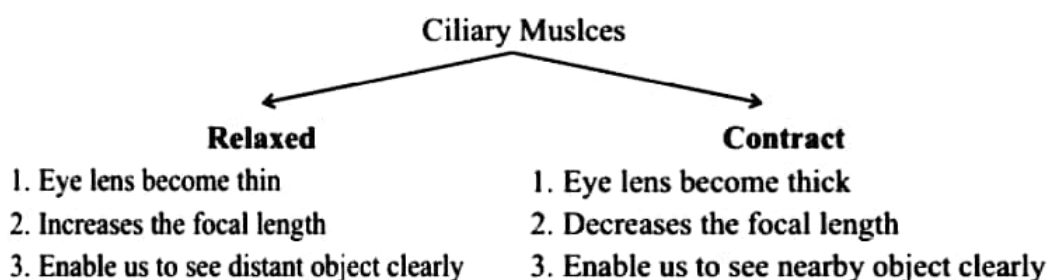 Ciliary Muslces
Relaxed
1. Eye lens become thin
2. Increases the focal length
3. Enable us to see distant object clearly
Contract
1. Eye lens become thick
2. Decreases the focal length
3. Enable us to see nearby object clearly